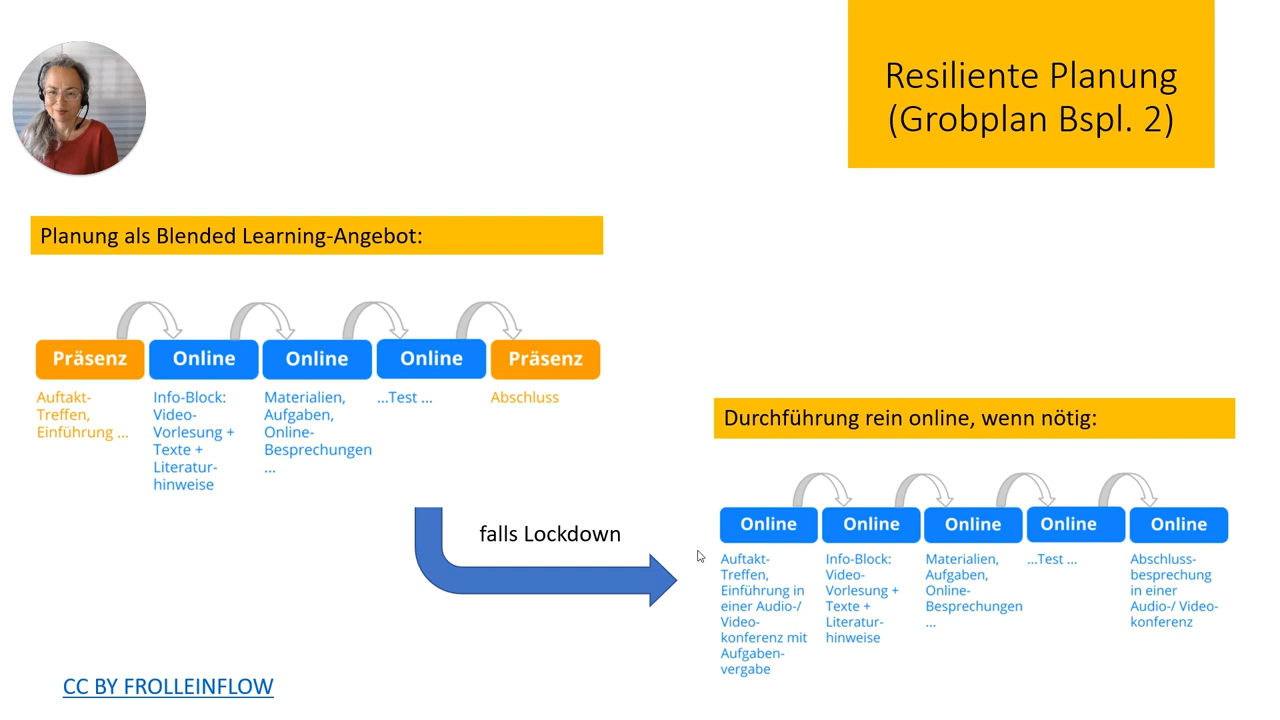 Resiliente Planung
(Grobplan Bspl. 2)
Planung als Blended Learning-Angebot:
Präsenz
Online
Online
Online
Präsenz
Auftakt-
Treffen,
Einführung ...
Info-Block:
Video-
Vorlesung +
Texte +
Literatur-
hinweise
Materialien,
Aufgaben,
Online-
Besprechungen
...
...Test ...
Abschluss
falls Lockdown
Durchführung rein online, wenn nötig:
Online
Online
Online
Online
Online
Auftakt-
Treffen,
Einführung in
einer Audio-/
Video-
konferenz mit
Aufgaben-
vergabe
Info-Block:
Video-
Vorlesung +
Texte +
Literatur-
hinweise
Materialien,
Aufgaben,
Online-
Besprechungen
...
...Test ...
Abschluss-
besprechung
in einer
Audio-/ Video-
konferenz
CC BY FROLLEINFLOW